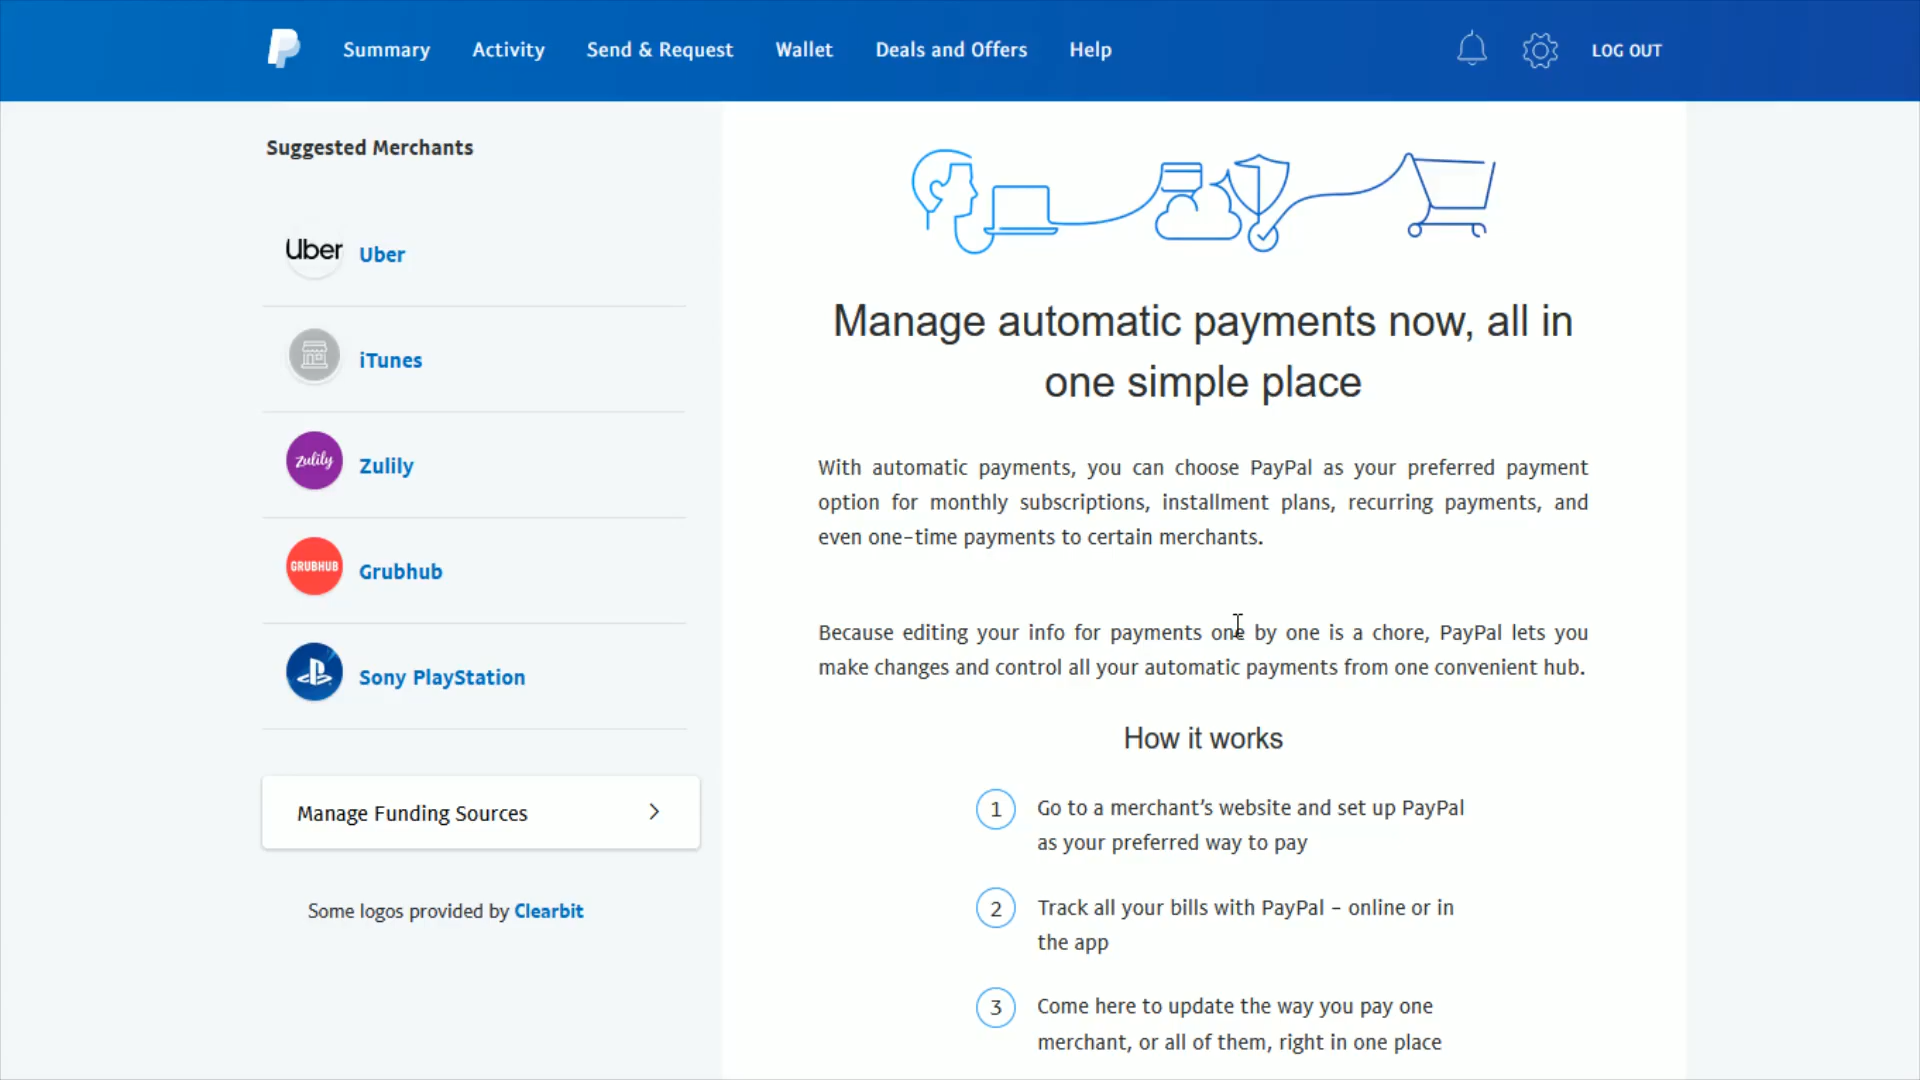 Summary Activity Send & Request Wallet Deals and Offers Help LOG OUT
Suggested Merchants
Uber Uber
iTunes
Zulily Zulily
GRUBHUB Grubhub
Sony PlayStation
Manage Funding Sources
Some logos provided by Clearbit
Manage automatic payments now, all in
one simple place
With automatic payments, you can choose PayPal as your preferred payment
option for monthly subscriptions, installment plans, recurring payments, and
even one-time payments to certain merchants.
Because editing your info for payments one by one is a chore, PayPal lets you
make changes and control all your automatic payments from one convenient hub.
How it works
1 Go to a merchant's website and set up PayPal
as your preferred way to pay
2 Track all your bills with PayPal – online or in
the app
3 Come here to update the way you pay one
merchant, or all of them, right in one place